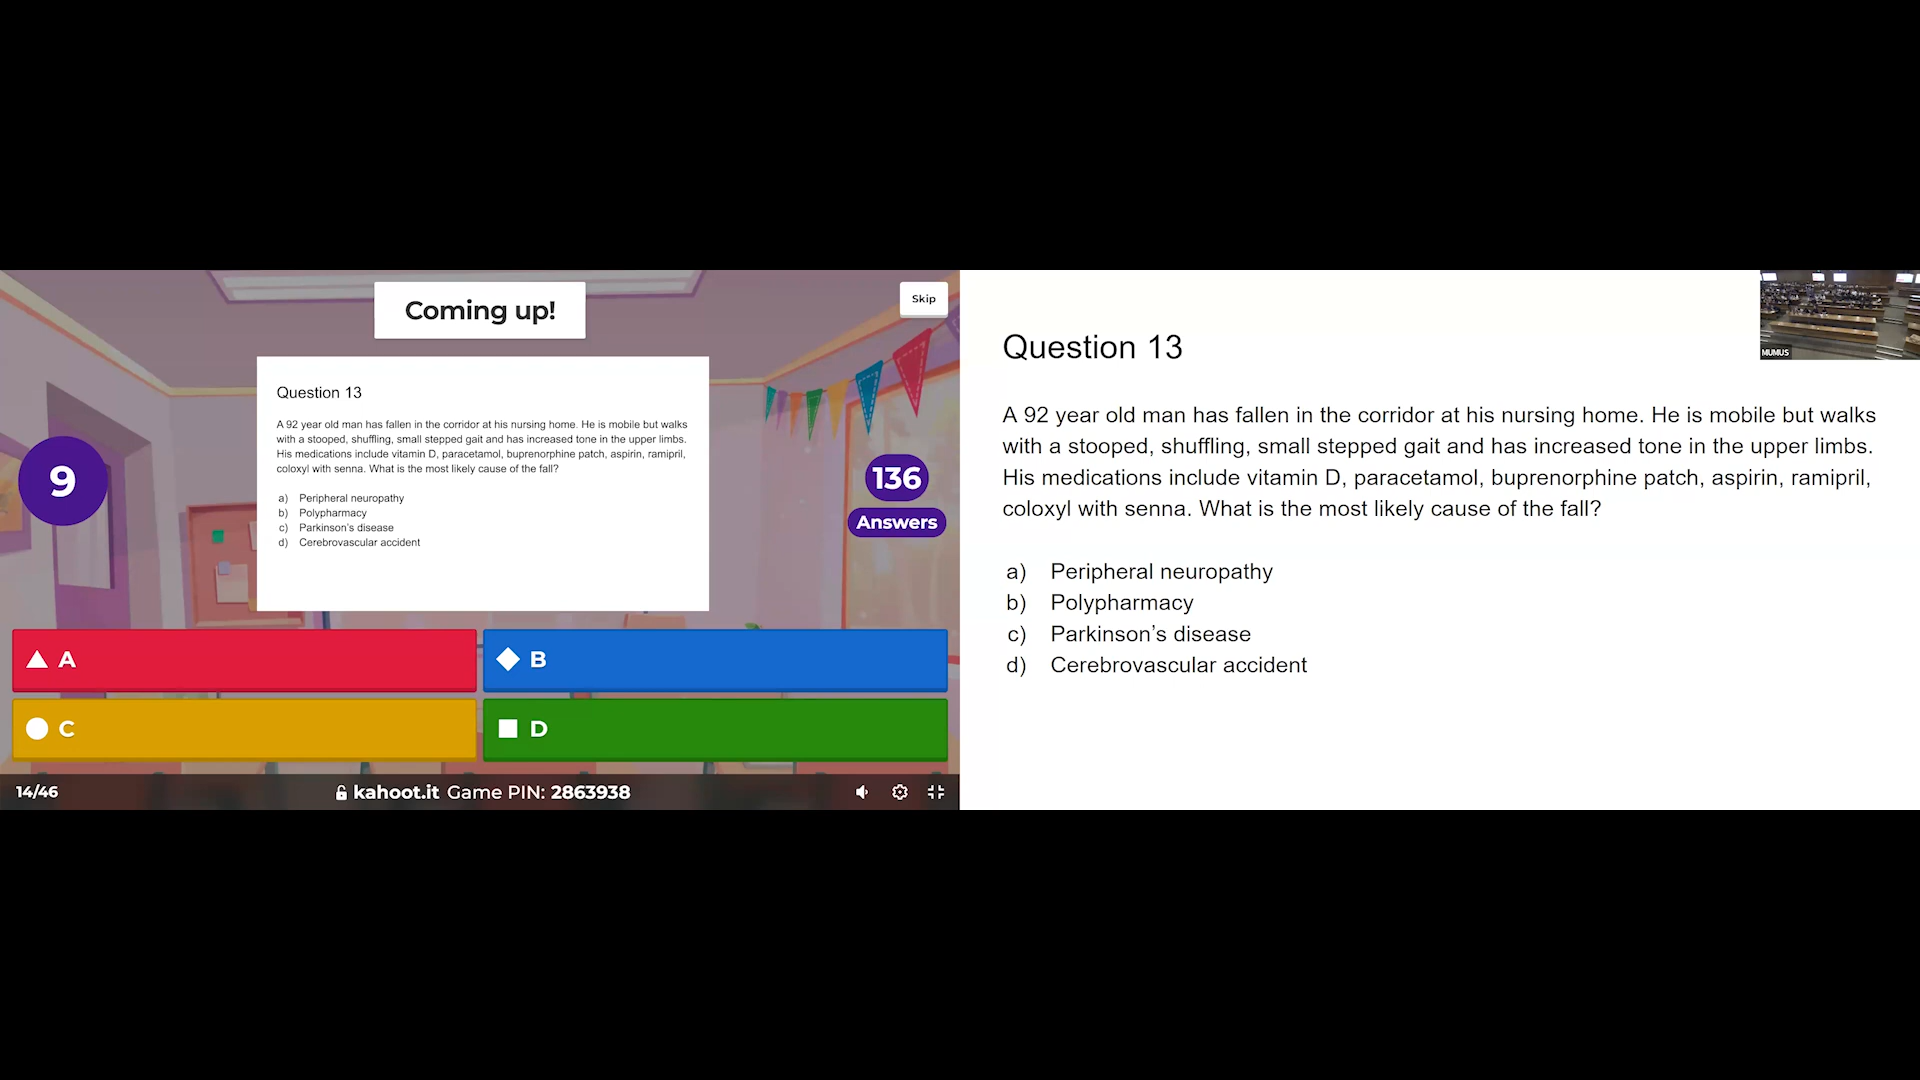 Coming up!
Skip
Question 13
A 92 year old man has fallen in the corridor at his nursing home. He is mobile but walks
with a stooped, shuffling, small stepped gait and has increased tone in the upper limbs.
His medications include vitamin D, paracetamol, buprenorphine patch, aspirin, ramipril,
coloxyl with senna. What is the most likely cause of the fall?
a) Peripheral neuropathy
b) Polypharmacy
c) Parkinson's disease
d) Cerebrovascular accident
9
136
Answers
A
B
C
D
14/46
kahoot.it Game PIN: 2863938
Question 13
A 92 year old man has fallen in the corridor at his nursing home. He is mobile but walks
with a stooped, shuffling, small stepped gait and has increased tone in the upper limbs.
His medications include vitamin D, paracetamol, buprenorphine patch, aspirin, ramipril,
coloxyl with senna. What is the most likely cause of the fall?
a) Peripheral neuropathy
b) Polypharmacy
c) Parkinson's disease
d) Cerebrovascular accident
MUMUS